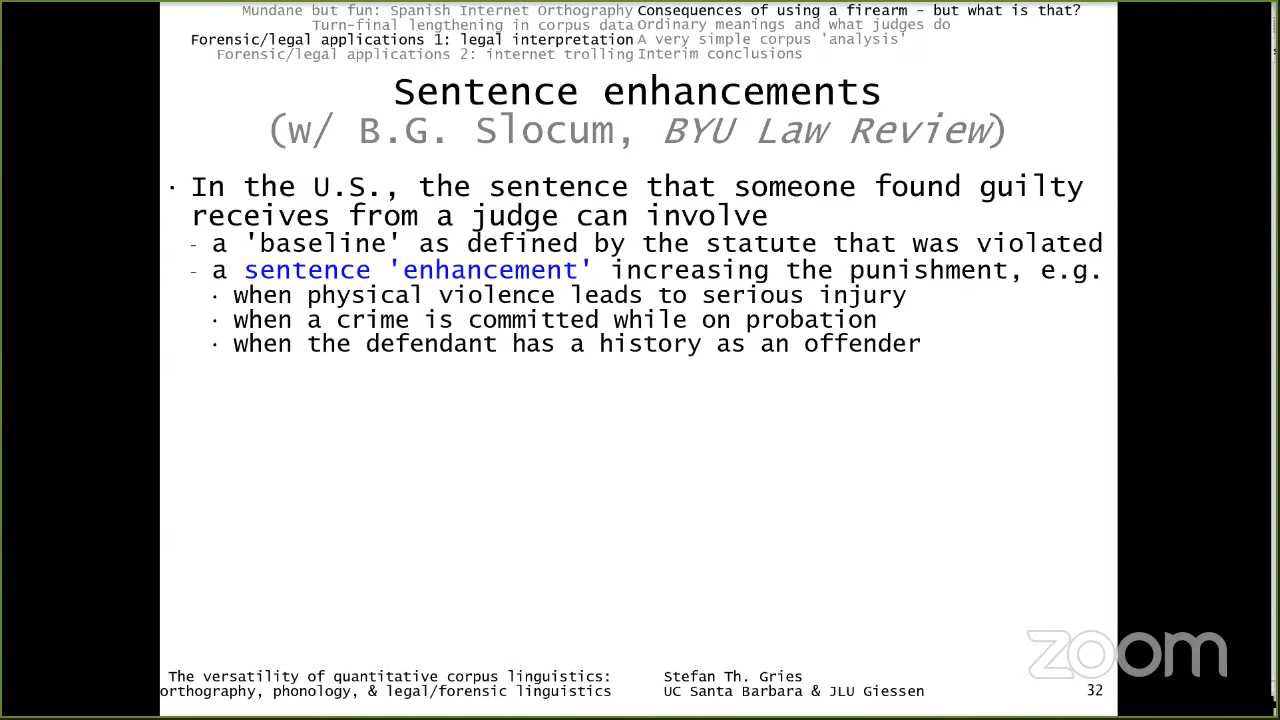 Mundane but fun: Spanish Internet Orthography
Turn-final lengthening in corpus data
Forensic/legal applications 1: legal interpretation
Forensic/legal applications 2: internet trolling
Consequences of using a firearm - but what is that?
Ordinary meanings and what judges do
A very simple corpus 'analysis'
Interim conclusions
Sentence enhancements
(w/ B.G. Slocum, BYU Law Review)
· In the U.S., the sentence that someone found guilty
receives from a judge can involve
- a 'baseline' as defined by the statute that was violated
- a sentence 'enhancement' increasing the punishment, e.g.
· when physical violence leads to serious injury
· when a crime is committed while on probation
· when the defendant has a history as an offender
The versatility of quantitative corpus linguistics:
orthography, phonology, & legal/forensic linguistics
Stefan Th. Gries
UC Santa Barbara & JLU Giessen
32
zoom